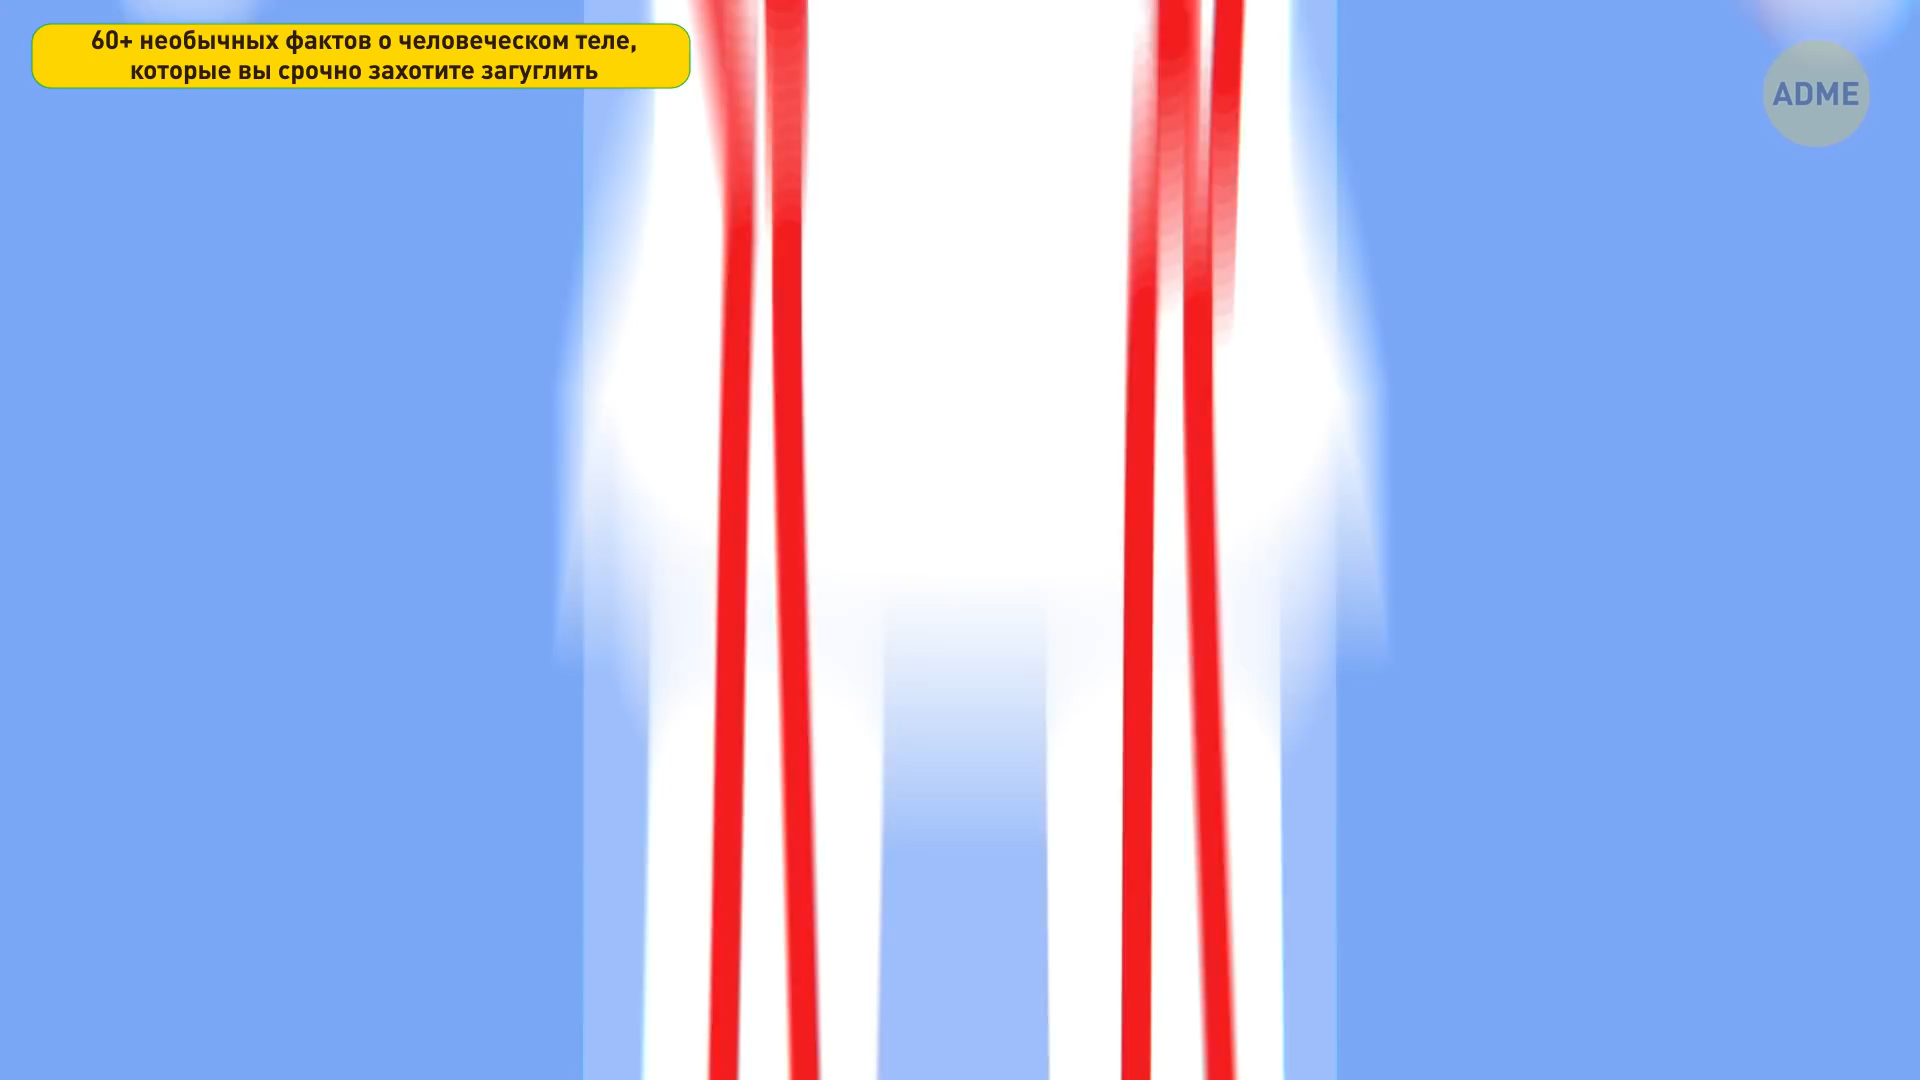 60+ необычных фактов о человеческом теле,
которые вы срочно захотите загуглить
ADME